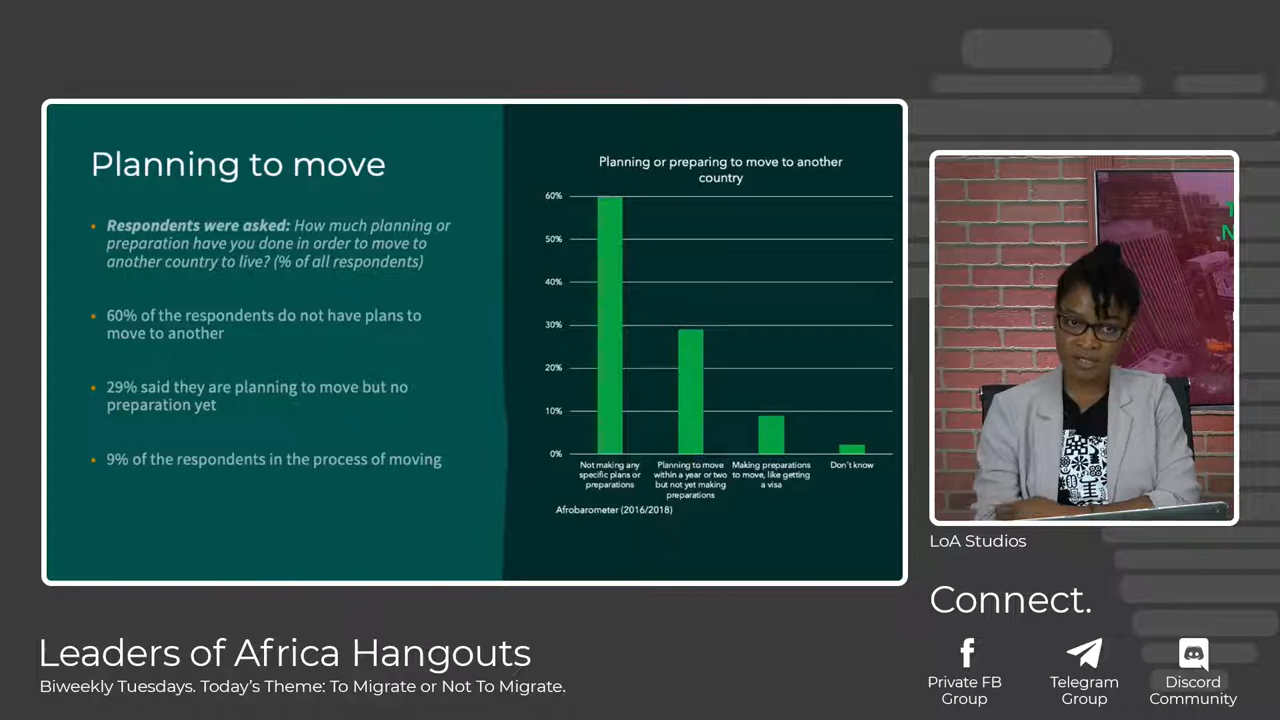 Planning to move
• Respondents were asked: How much planning or
preparation have you done in order to move to
another country to live? (% of all respondents)
• 60% of the respondents do not have plans to
move to another
• 29% said they are planning to move but no
preparation yet
• 9% of the respondents in the process of moving
Planning or preparing to move to another
country
60%
50%
40%
30%
20%
10%
0%
Not making any
specific plans or
preparations
Planning to move
within a year or two
but not yet making
preparations
Making preparations
to move, like getting
a visa
Don't know
Afrobarometer (2016/2018)
T
N
LoA Studios
Connect.
Private FB
Group
Telegram
Group
Discord
Community
Leaders of Africa Hangouts
Biweekly Tuesdays. Today's Theme: To Migrate or Not To Migrate.